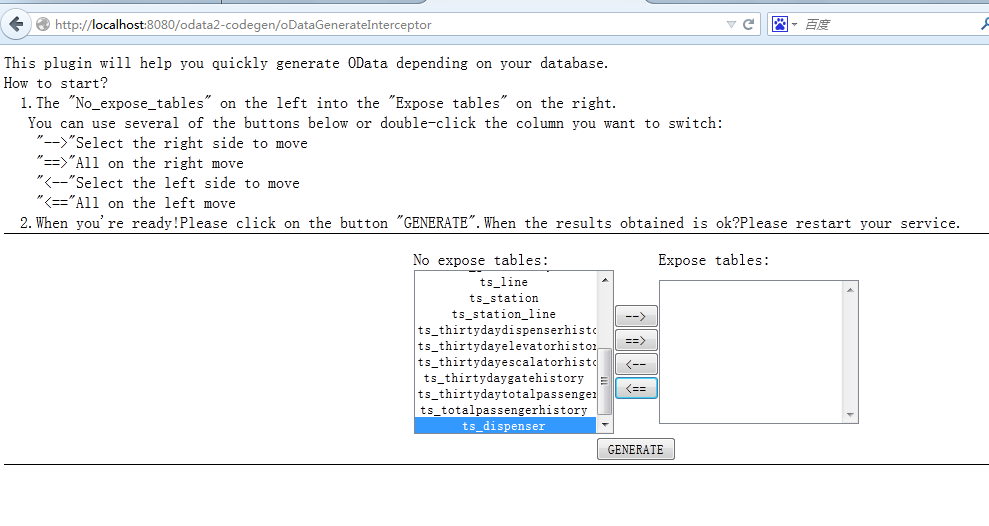 http://localhost:8080/odata2-codegen/oDataGenerateInterceptor
百度
This plugin will help you quickly generate OData depending on your database.
How to start?
1. The "No_expose_tables" on the left into the "Expose tables" on the right.
You can use several of the buttons below or double-click the column you want to switch:
"-->"Select the right side to move
"==>"All on the right move
"<--"Select the left side to move
"<=="All on the left move
2. When you're ready!Please click on the button "GENERATE".When the results obtained is ok?Please restart your service.
No expose tables:
Expose tables:
ts_line
ts_station
ts_station_line
ts_thirtydaydispenserhisto
ts_thirtydayelevatorhistor
ts_thirtydayescalatorhisto
ts_thirtydaygatehistory
ts_thirtydaytotalpassenger
ts_totalpassengerhistory
ts_dispenser
-->
==>
<--
<==
GENERATE